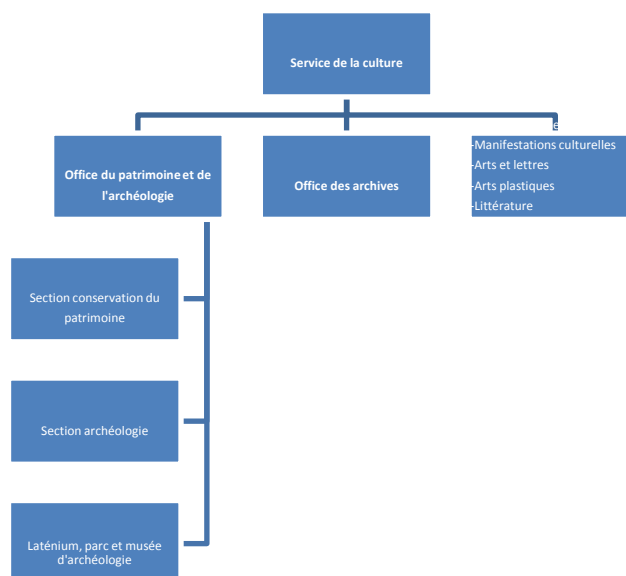 Service de la culture
Office du patrimoine et de
l'archéologie
Office des archives
-Manifestations culturelles
-Arts et lettres
-Arts plastiques
-Littérature
Section conservation du
patrimoine
Section archéologie
Laténium, parc et musée
d'archéologie